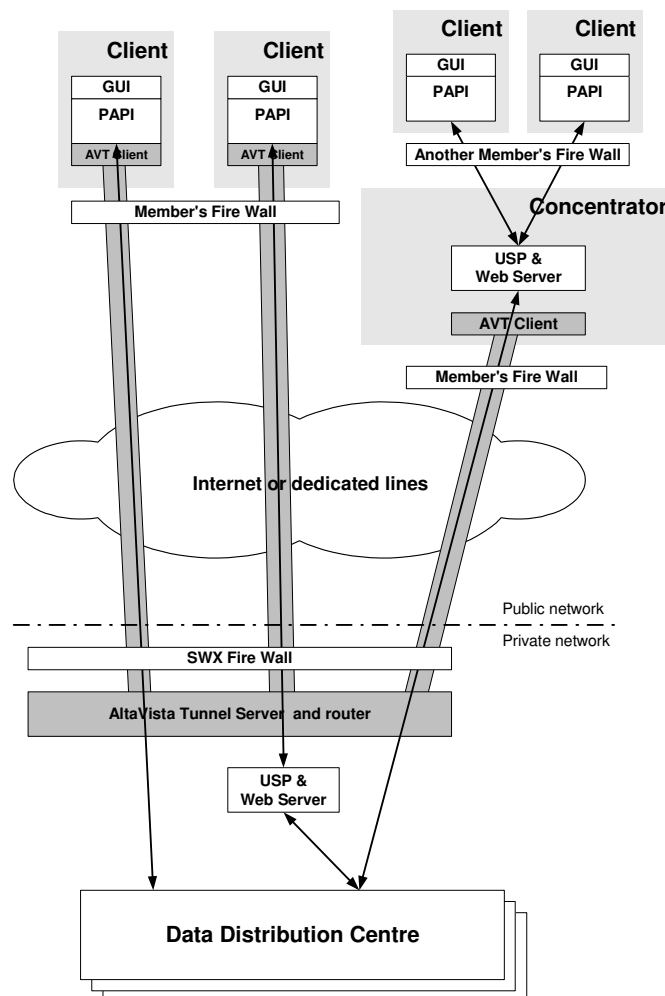 Client
Client
Client
Client
GUI
PAPI
AVT Client
GUI
PAPI
AVT Client
GUI
PAPI
GUI
PAPI
Another Member's Fire Wall
Member's Fire Wall
Concentrator
USP &
Web Server
AVT Client
Member's Fire Wall
Internet or dedicated lines
Public network
Private network
SWX Fire Wall
AltaVista Tunnel Server and router
USP &
Web Server
Data Distribution Centre